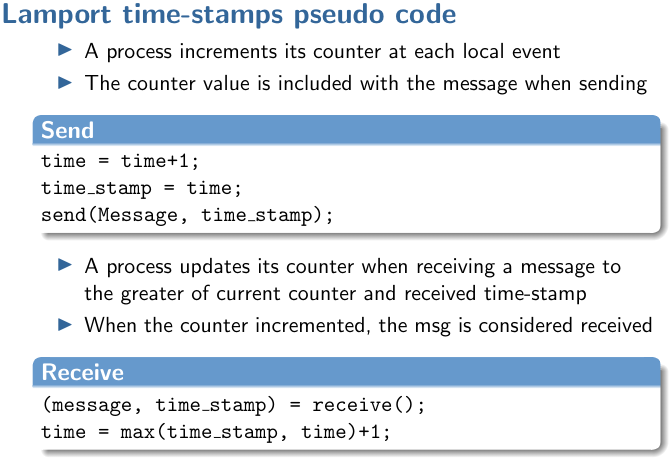 Lamport time-stamps pseudo code
▶ A process increments its counter at each local event
▶ The counter value is included with the message when sending
Send
time = time+1;
time_stamp = time;
send(Message, time_stamp);
▶ A process updates its counter when receiving a message to
the greater of current counter and received time-stamp
▶ When the counter incremented, the msg is considered received
Receive
(message, time_stamp) = receive();
time = max(time_stamp, time)+1;